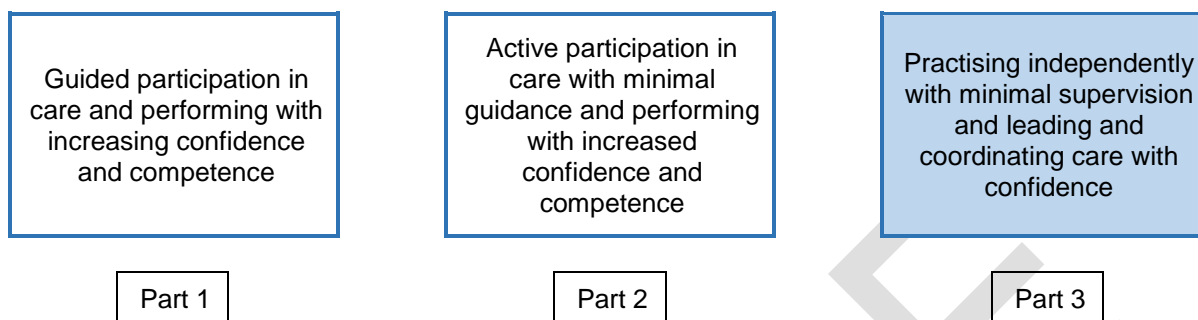 Guided participation in
care and performing with
increasing confidence
and competence
Active participation in
care with minimal
guidance and performing
with increased
confidence and
competence
Practising independently
with minimal supervision
and leading and
coordinating care with
confidence
Part 1
Part 2
Part 3